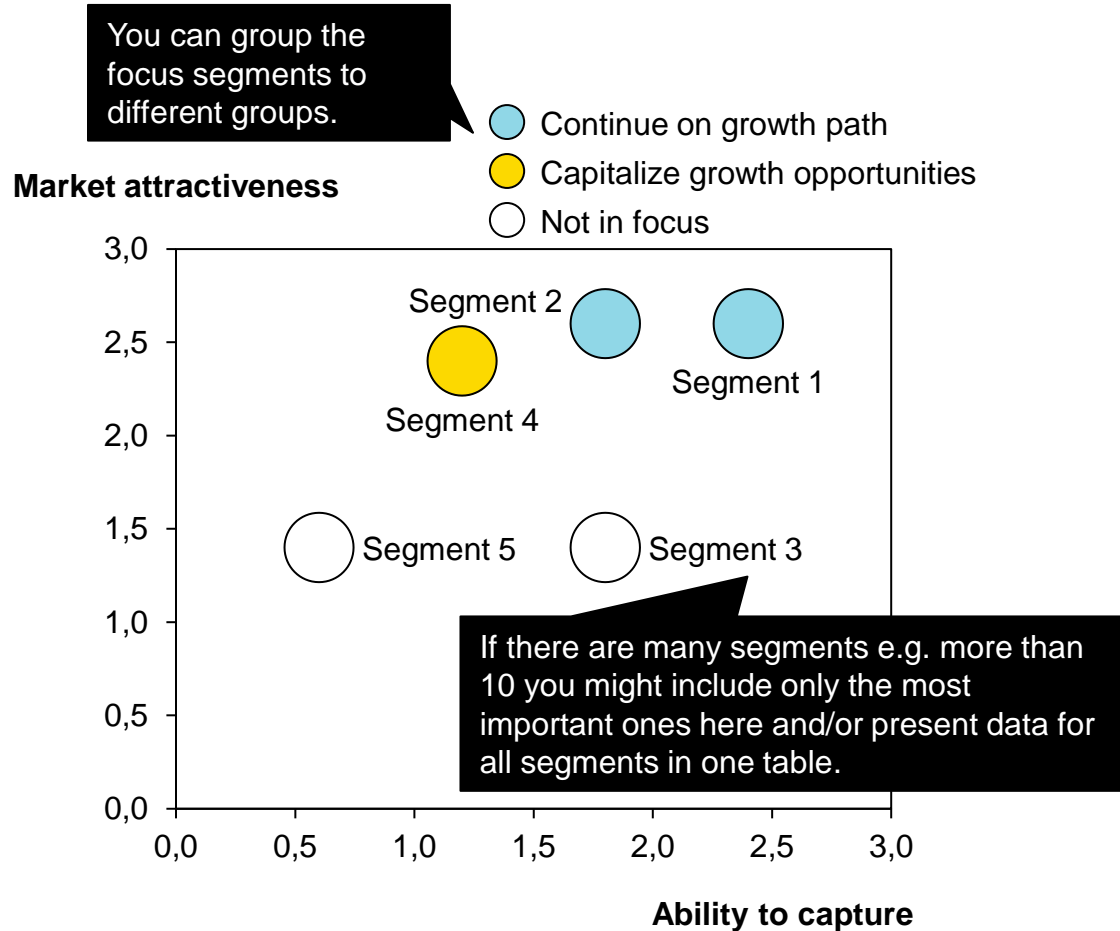 You can group the
focus segments to
different groups.
Continue on growth path
Capitalize growth opportunities
Not in focus
Market attractiveness
3,0
2,5
2,0
1,5
1,0
0,5
0,0
Segment 2
Segment 1
Segment 4
Segment 5
Segment 3
If there are many segments e.g. more than
10 you might include only the most
important ones here and/or present data for
all segments in one table.
0,0 0,5 1,0 1,5 2,0 2,5 3,0
Ability to capture